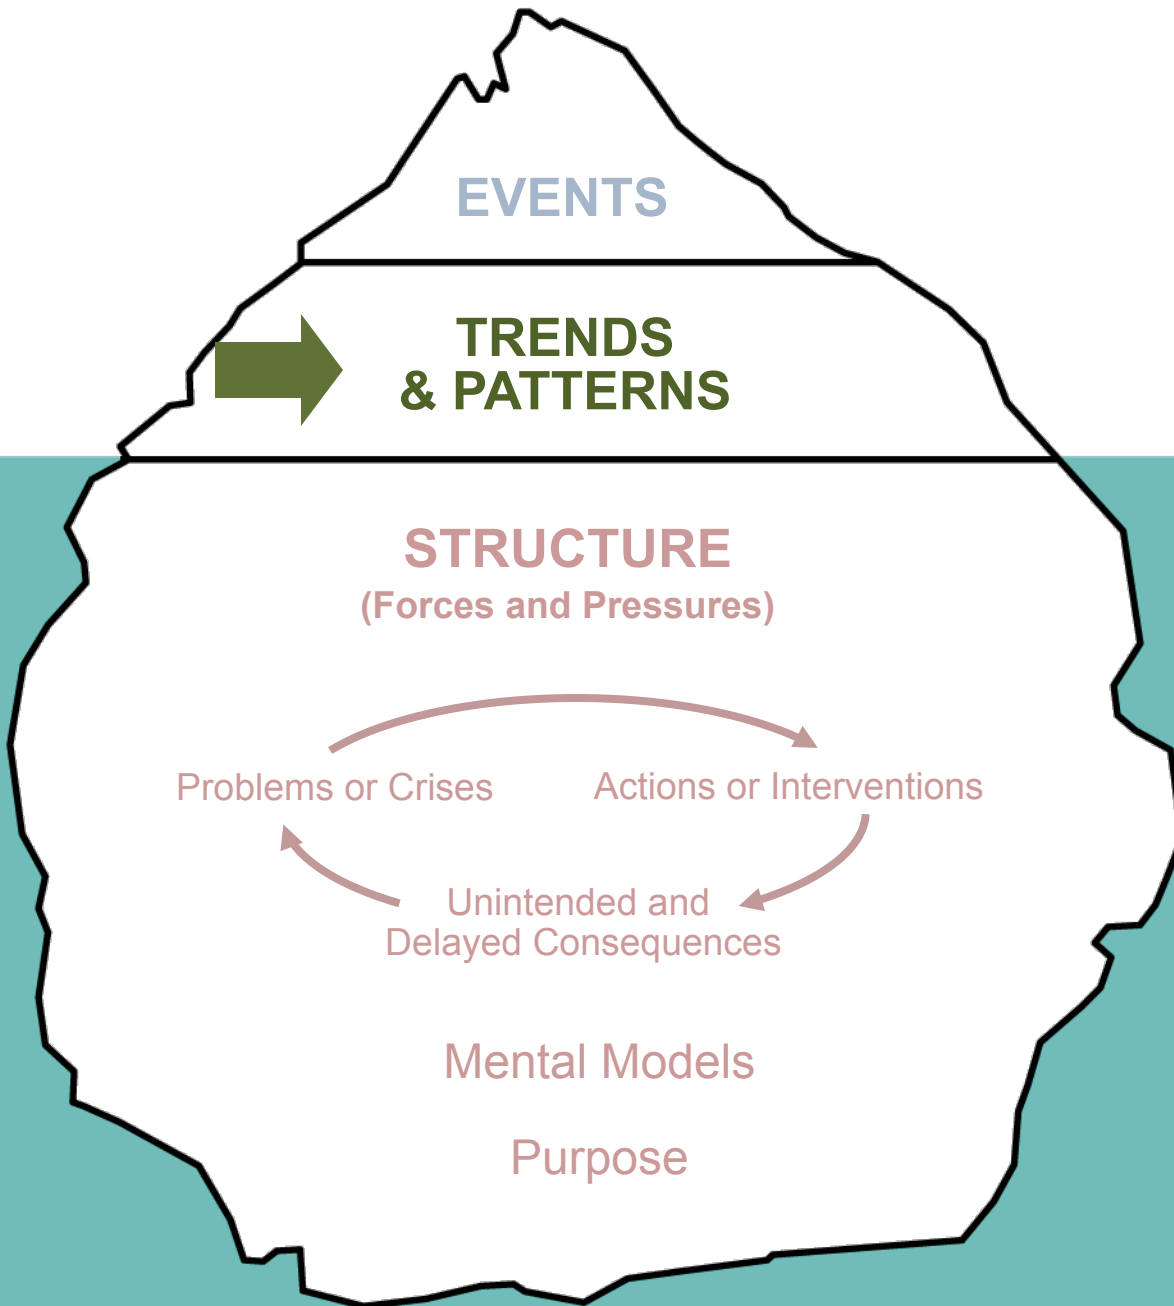 EVENTS
TRENDS
& PATTERNS
STRUCTURE
(Forces and Pressures)
Problems or Crises
Actions or Interventions
Unintended and
Delayed Consequences
Mental Models
Purpose